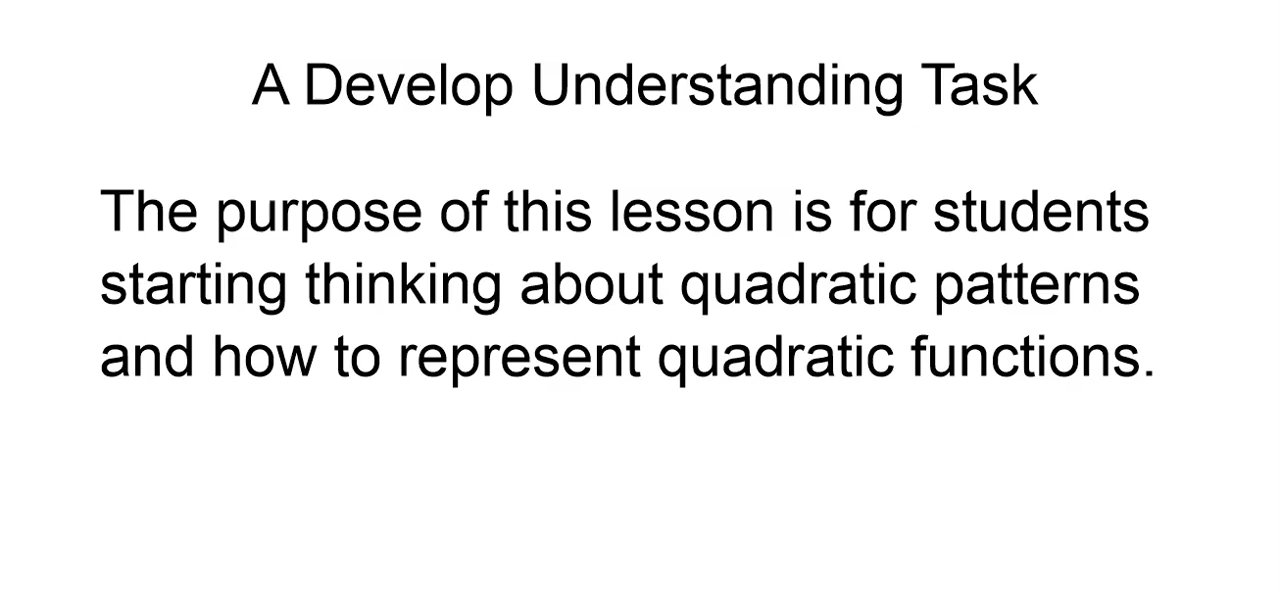 A Develop Understanding Task
The purpose of this lesson is for students
starting thinking about quadratic patterns
and how to represent quadratic functions.